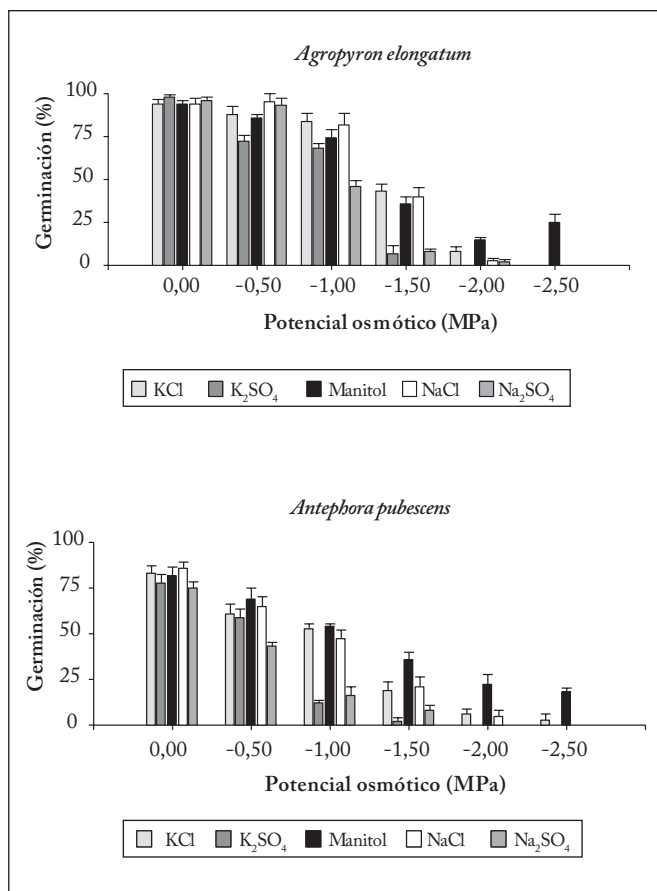 Agropyron elongatum
Germinación (%)
100
75
50
25
0
0,00 -0,50 -1,00 -1,50 -2,00 -2,50
Potencial osmótico (MPa)
KCl K₂SO₄ Manitol NaCl Na₂SO₄
Antephora pubescens
Germinación (%)
100
75
50
25
0
0,00 -0,50 -1,00 -1,50 -2,00 -2,50
Potencial osmótico (MPa)
KCl K₂SO₄ Manitol NaCl Na₂SO₄